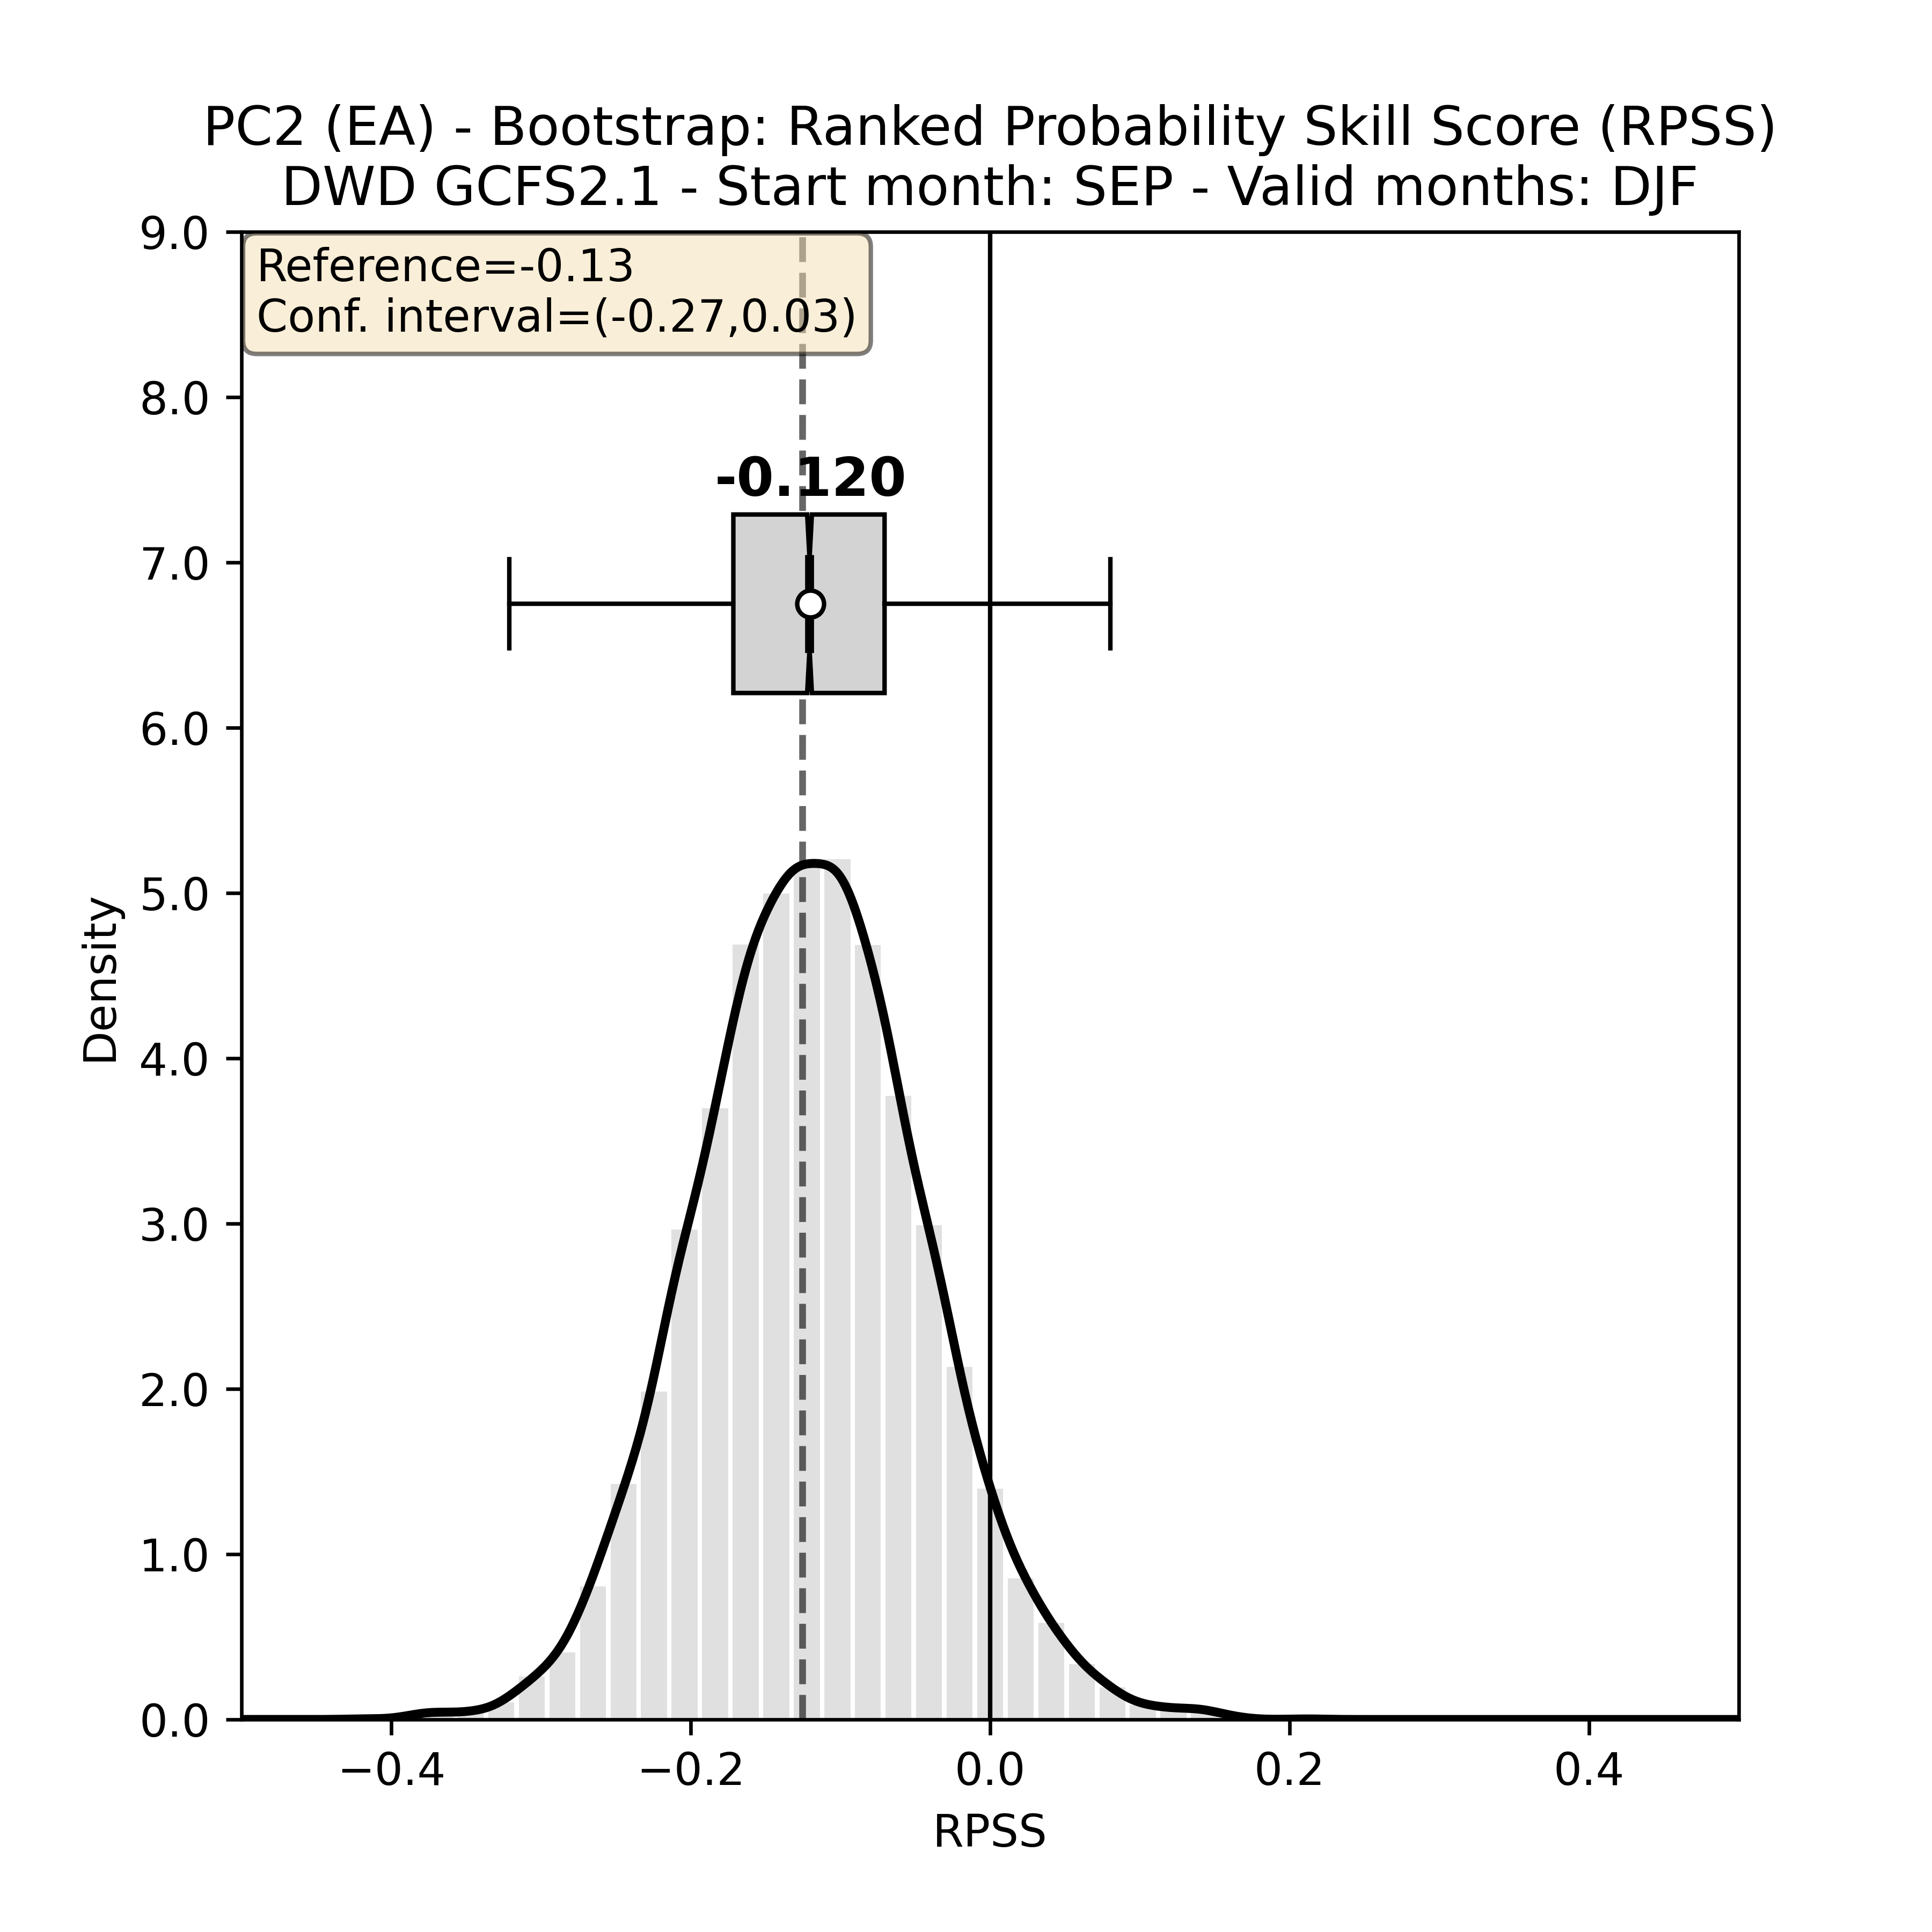 PC2 (EA) - Bootstrap: Ranked Probability Skill Score (RPSS)
DWD GCFS2.1 - Start month: SEP - Valid months: DJF
Reference=-0.13
Conf. interval=(-0.27,0.03)
-0.120
9.0
8.0
7.0
6.0
5.0
4.0
3.0
2.0
1.0
0.0
Density
−0.4 −0.2 0.0 0.2 0.4
RPSS